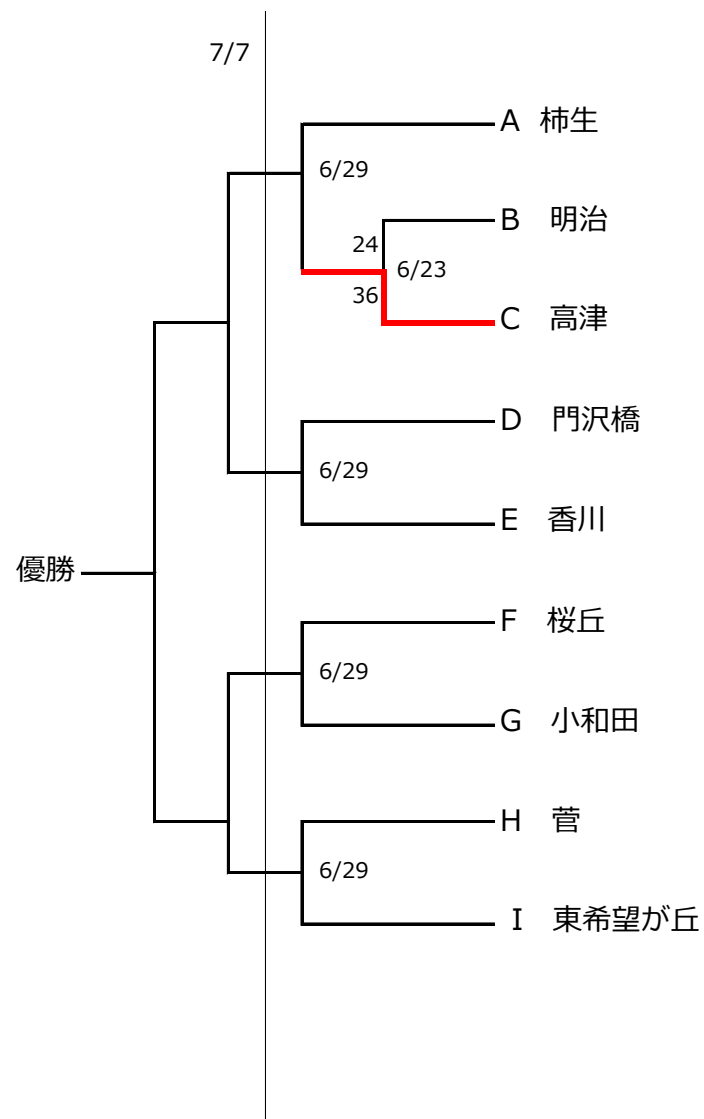 7/7
A 柿生
6/29
B 明治
24
6/23
36
C 高津
D 門沢橋
6/29
E 香川
優勝
F 桜丘
6/29
G 小和田
H 菅
6/29
I 東希望が丘